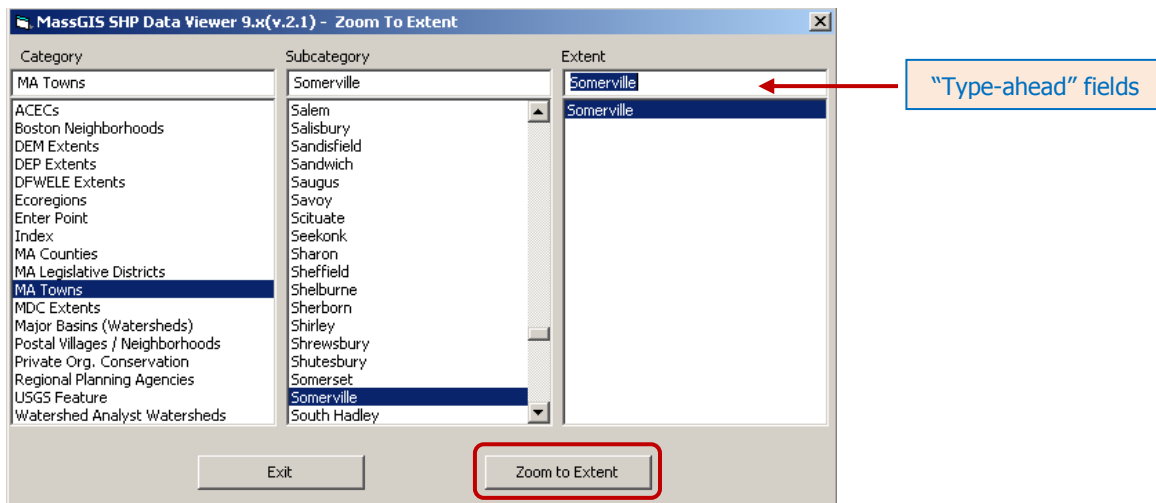 MassGIS SHP Data Viewer 9.x(v.2.1) - Zoom To Extent
Category
Subcategory
Extent
MA Towns
Somerville
Somerville
"Type-ahead" fields
ACECs
Boston Neighborhoods
DEM Extents
DEP Extents
DFWELE Extents
Ecoregions
Enter Point
Index
MA Counties
MA Legislative Districts
MA Towns
MDC Extents
Major Basins (Watersheds)
Postal Villages / Neighborhoods
Private Org. Conservation
Regional Planning Agencies
USGS Feature
Watershed Analyst Watersheds
Salem
Salisbury
Sandisfield
Sandwich
Saugus
Savoy
Scituate
Seekonk
Sharon
Sheffield
Shelburne
Sherborn
Shirley
Shrewsbury
Shutesbury
Somerset
Somerville
South Hadley
Somerville
Exit
Zoom to Extent